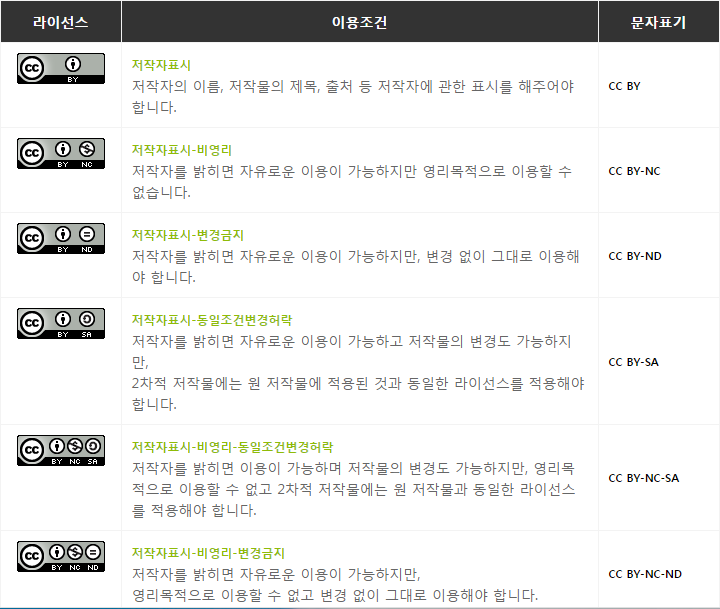 라이선스 이용조건 문자표기
cc BY
저작자표시
저작자의 이름, 저작물의 제목, 출처 등 저작자에 관한 표시를 해주어야
합니다.
CC BY
cc BY NC
저작자표시-비영리
저작자를 밝히면 자유로운 이용이 가능하지만 영리목적으로 이용할 수
없습니다.
CC BY-NC
cc BY ND
저작자표시-변경금지
저작자를 밝히면 자유로운 이용이 가능하지만, 변경 없이 그대로 이용해
야 합니다.
CC BY-ND
cc BY SA
저작자표시-동일조건변경허락
저작자를 밝히면 자유로운 이용이 가능하고 저작물의 변경도 가능하지
만,
2차적 저작물에는 원 저작물에 적용된 것과 동일한 라이선스를 적용해야
합니다.
CC BY-SA
cc BY NC SA
저작자표시-비영리-동일조건변경허락
저작자를 밝히면 이용이 가능하며 저작물의 변경도 가능하지만, 영리목
적으로 이용할 수 없고 2차적 저작물에는 원 저작물과 동일한 라이선스
를 적용해야 합니다.
CC BY-NC-SA
cc BY NC ND
저작자표시-비영리-변경금지
저작자를 밝히면 자유로운 이용이 가능하지만,
영리목적으로 이용할 수 없고 변경 없이 그대로 이용해야 합니다.
CC BY-NC-ND